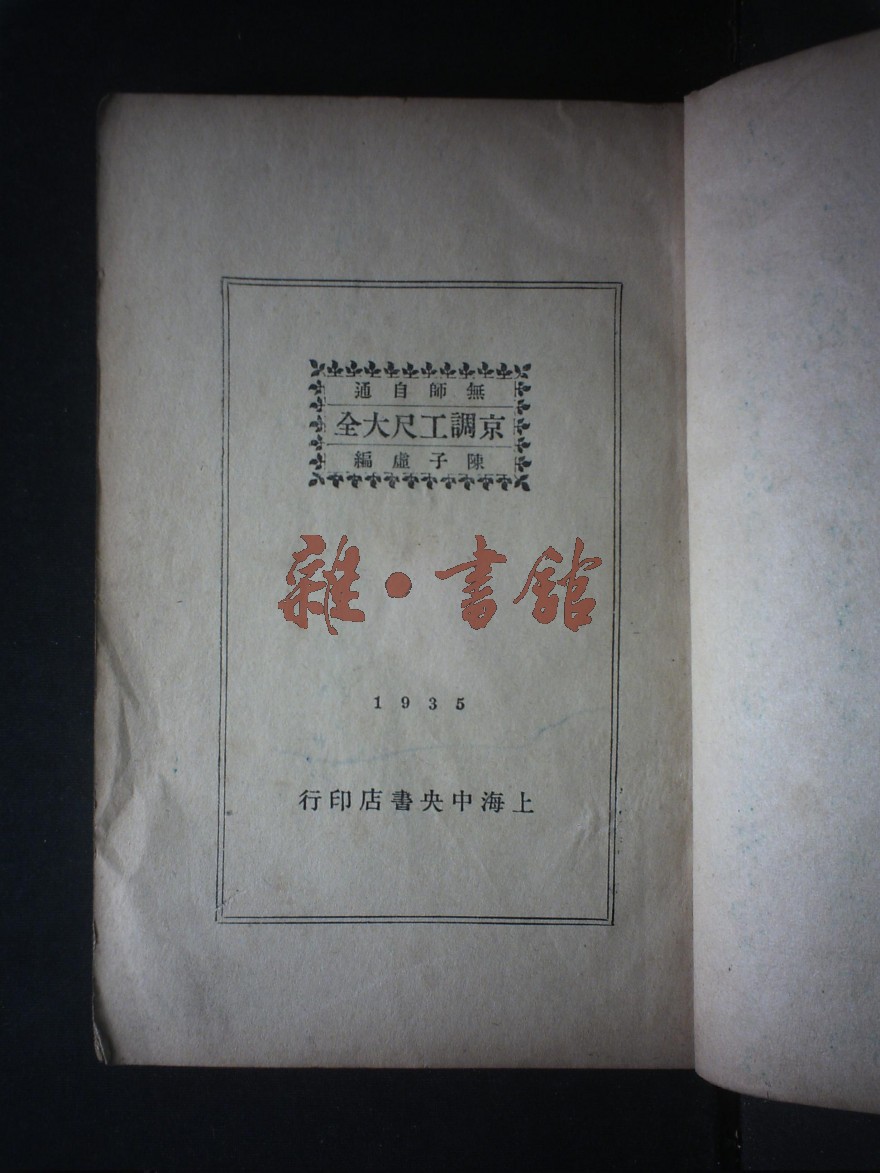 無師自通
京調工尺大全
陳子虛編
雜·書館
1935
上海中央書店印行